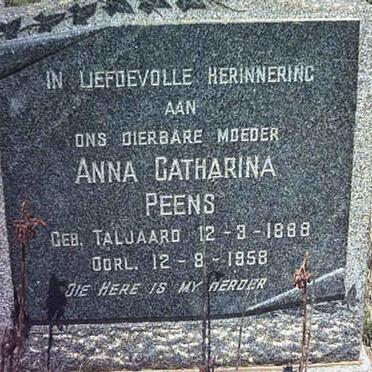 IN LIEFDEVOLLE HERINNERING
AAN
ONS DIERBARE MOEDER
ANNA CATHARINA
PEENS
GEB. TALJAARD 12-3-1888
OORL. 12-8-1958
DIE HERE IS MY HERDER